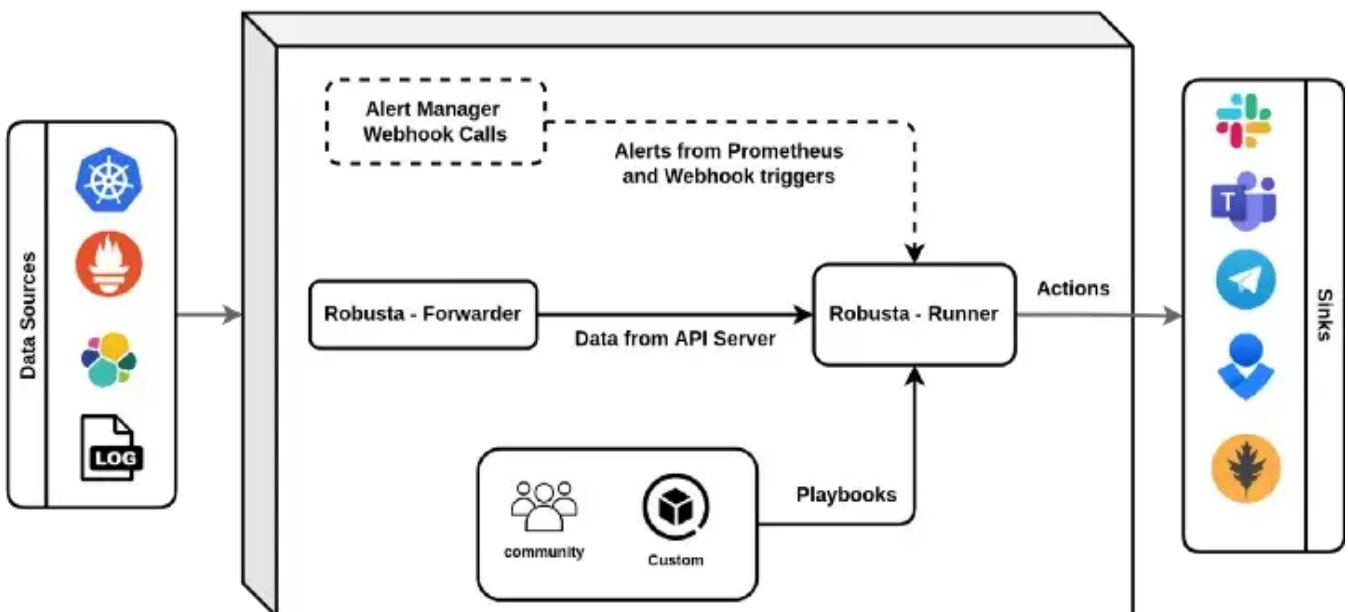 Data Sources
LOG
Alert Manager
Webhook Calls
Alerts from Prometheus
and Webhook triggers
Robusta - Forwarder
Data from API Server
Robusta - Runner
Actions
community
Custom
Playbooks
T
Sinks